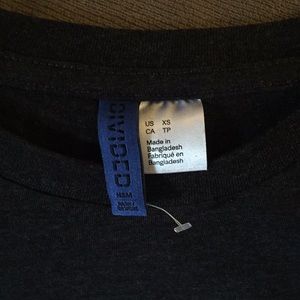 DIVIDED
H&M
US XS
CA TP
Made in
Bangladesh
Fabriqué en
Bangladesh